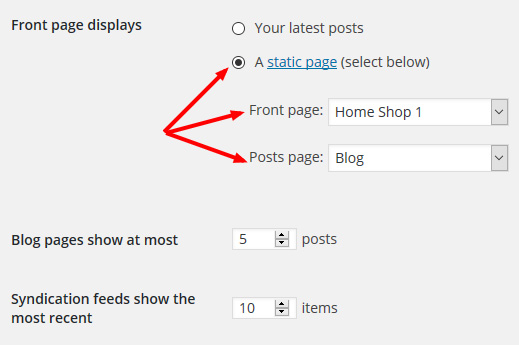 Front page displays
Your latest posts
A static page (select below)
Front page: Home Shop 1
Posts page: Blog
Blog pages show at most 5 posts
Syndication feeds show the
most recent 10 items